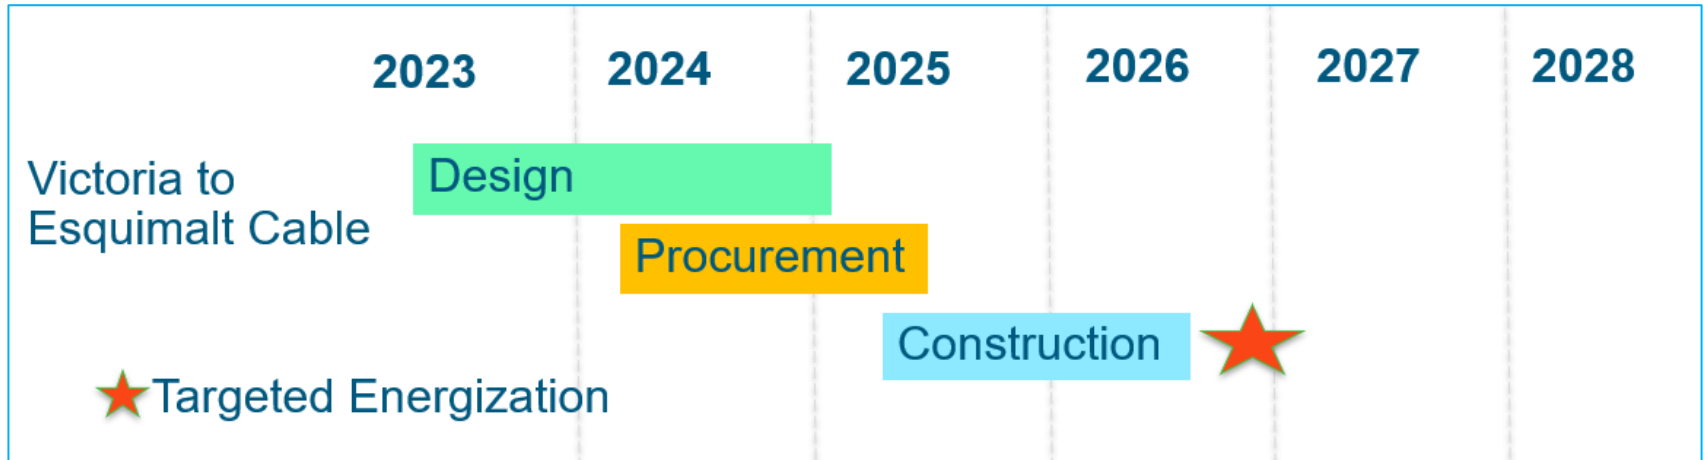 2023 2024 2025 2026 2027 2028
Design
Victoria to
Esquimalt Cable
Procurement
Construction
Targeted Energization